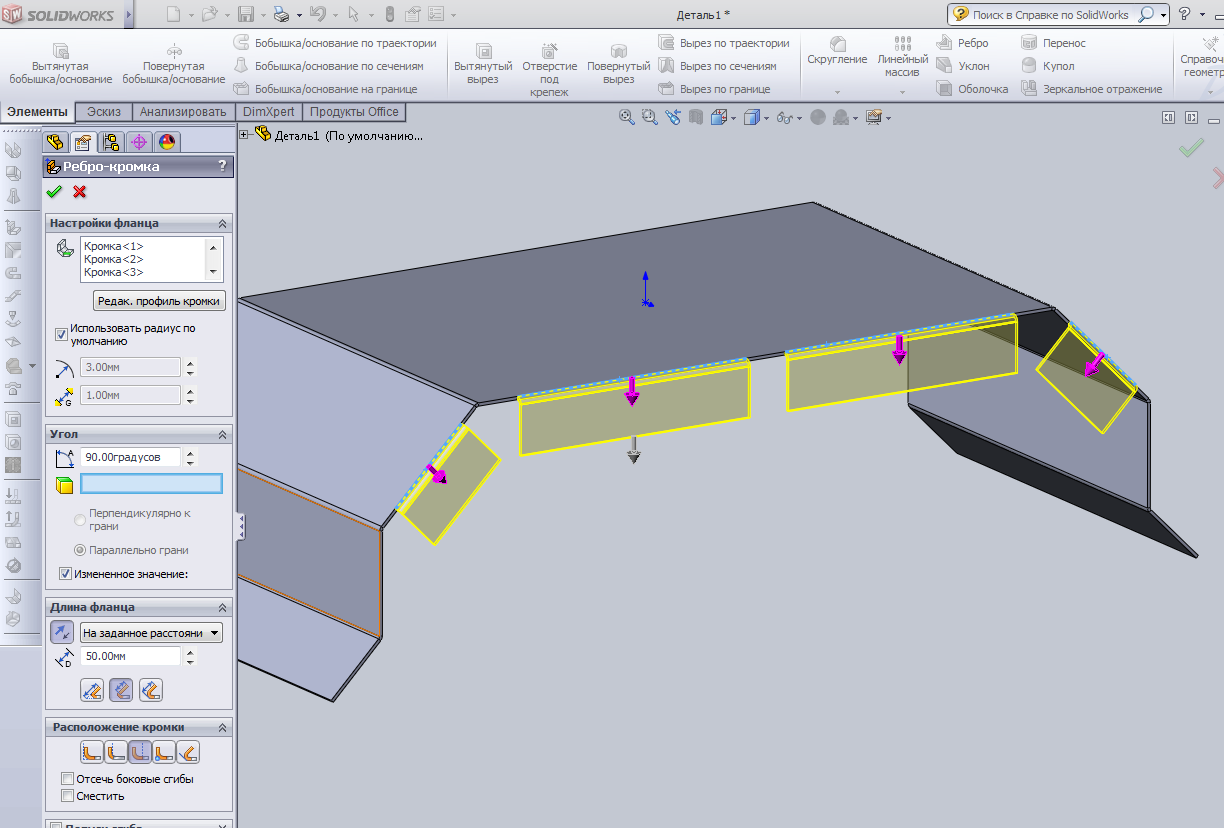 SW SOLIDWORKS
Деталь1 *
Поиск в Справке по SolidWorks
?
Вытянутая
бобышка/основание
Повернутая
бобышка/основание
Бобышка/основание по траектории
Бобышка/основание по сечениям
Бобышка/основание на границе
Вытянутый
вырез
Отверстие
под
крепеж
Повернутый
вырез
Вырез по траектории
Вырез по сечениям
Вырез по границе
Скругление
Линейный
массив
Ребро
Уклон
Оболочка
Перенос
Купол
Зеркальное отражение
Справоч
геометр
Элементы
Эскиз
Анализировать
DimXpert
Продукты Office
Деталь1 (По умолчанию...
Ребро-кромка
?
Настройки фланца
Кромка<1>
Кромка<2>
Кромка<3>
Редак. профиль кромки
Использовать радиус по
умолчанию
3.00мм
1.00мм
Угол
90.00градусов
Перпендикулярно к
грани
Параллельно грани
Измененное значение:
Длина фланца
На заданное расстояни
50.00мм
Расположение кромки
Отсечь боковые сгибы
Сместить